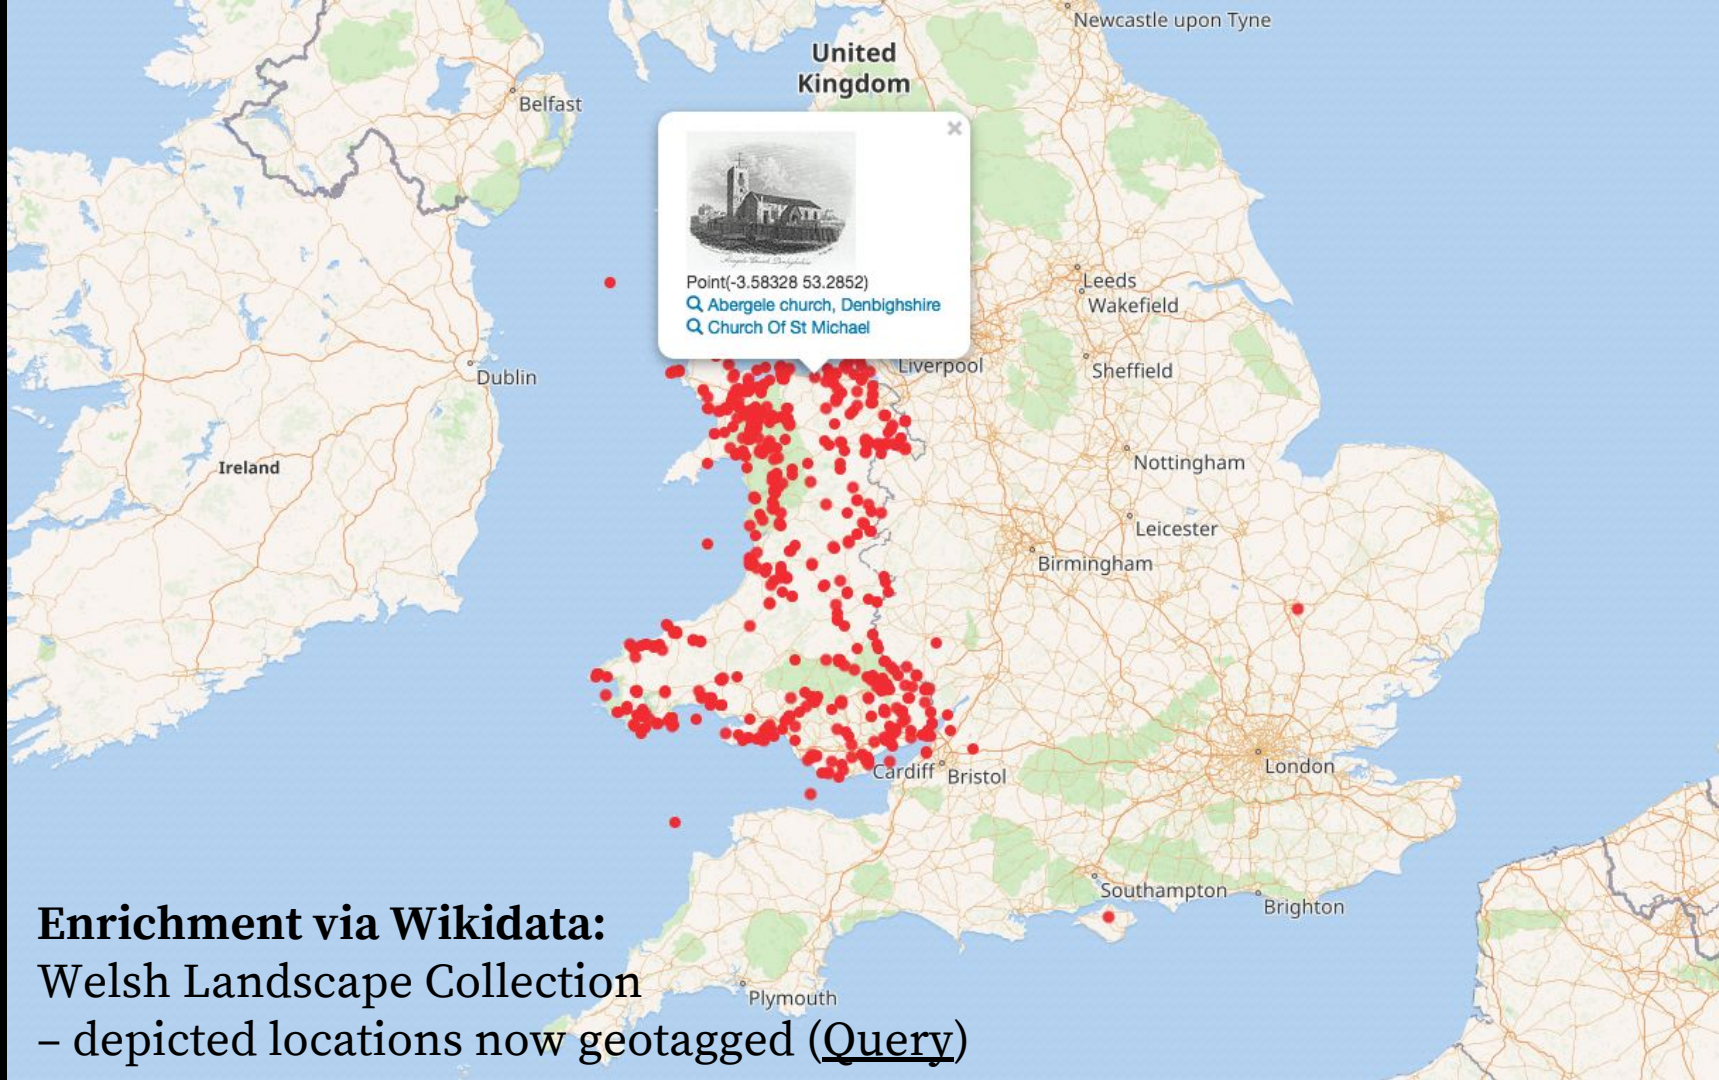 Newcastle upon Tyne
United
Kingdom
Belfast
×
Point(-3.58328 53.2852)
Abergele church, Denbighshire
Church Of St Michael
Leeds
Wakefield
Liverpool
Sheffield
Dublin
Ireland
Nottingham
Leicester
Birmingham
Cardiff
Bristol
London
Southampton
Brighton
Plymouth
Enrichment via Wikidata:
Welsh Landscape Collection
– depicted locations now geotagged (Query)